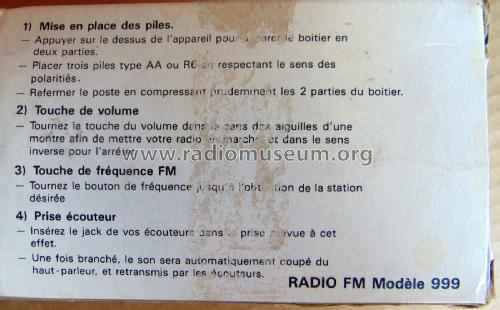 1) Mise en place des piles.
— Appuyer sur le dessus de l'appareil pour le boitier en
deux parties.
— Placer trois piles type AA ou R6 en respectant le sens des
polaritiés.
— Refermer le poste en compressant prudemment les 2 parties du boitier.
2) Touche de volume
— Tournez la touche du volume dans le sens des aiguilles d'une
montre afin de mettre votre radio en marche et dans le sens
inverse pour l'arrêt
www.radiomuseum.org
3) Touche de fréquence FM
— Tournez le bouton de fréquence jusqu'à l'obtention de la station
désirée
4) Prise écouteur
— Insérez le jack de vos écouteurs dans la prise prévue à cet
effet.
— Une fois branché, le son sera automatiquement coupé du
haut-parleur, et retransmis par les écouteurs.
RADIO FM Modèle 999